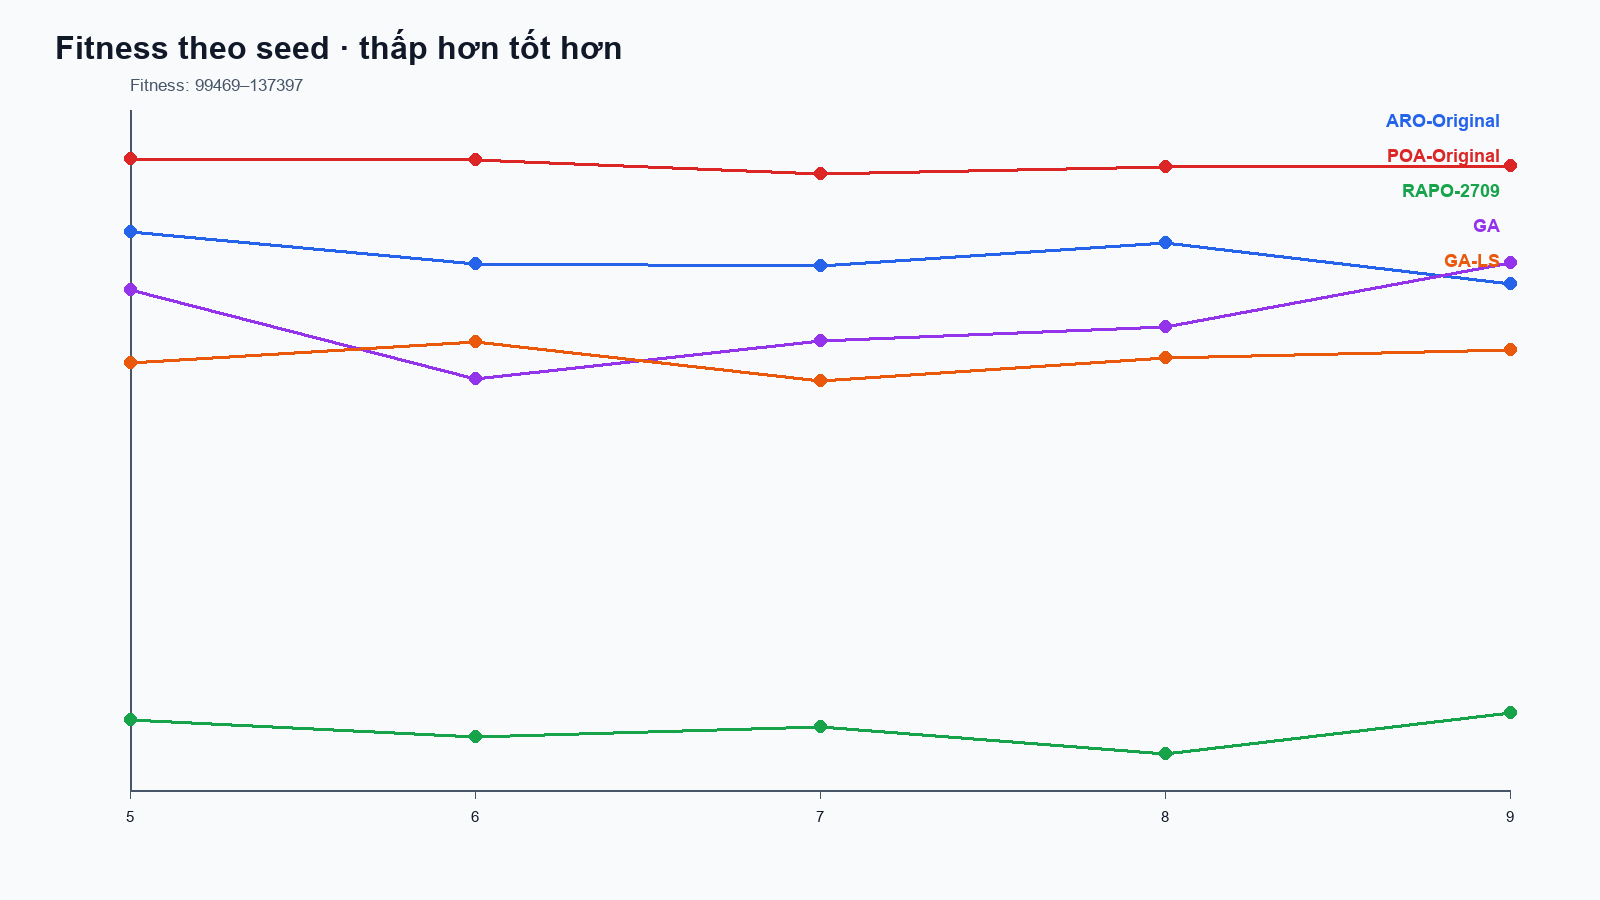 Fitness theo seed · thấp hơn tốt hơn
Fitness: 99469–137397
ARO-Original
POA-Original
RAPO-2709
GA
GA-LS
5 6 7 8 9